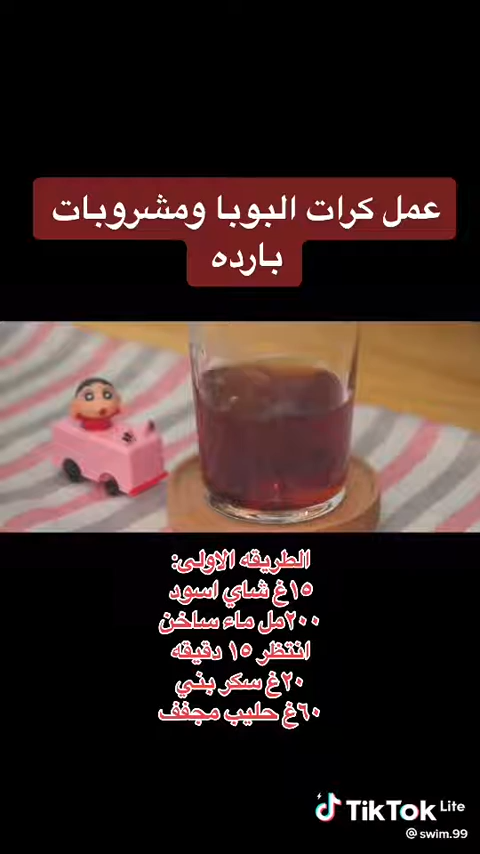 عمل كرات البوبا ومشروبات
بارده
الطريقه الاولى:
١٥غ شاي اسود
٢٠٠مل ماء ساخن
انتظر ١٥ دقيقه
٢٠غ سكر بني
٦٠غ حليب مجفف
TikTok Lite
@swim.99